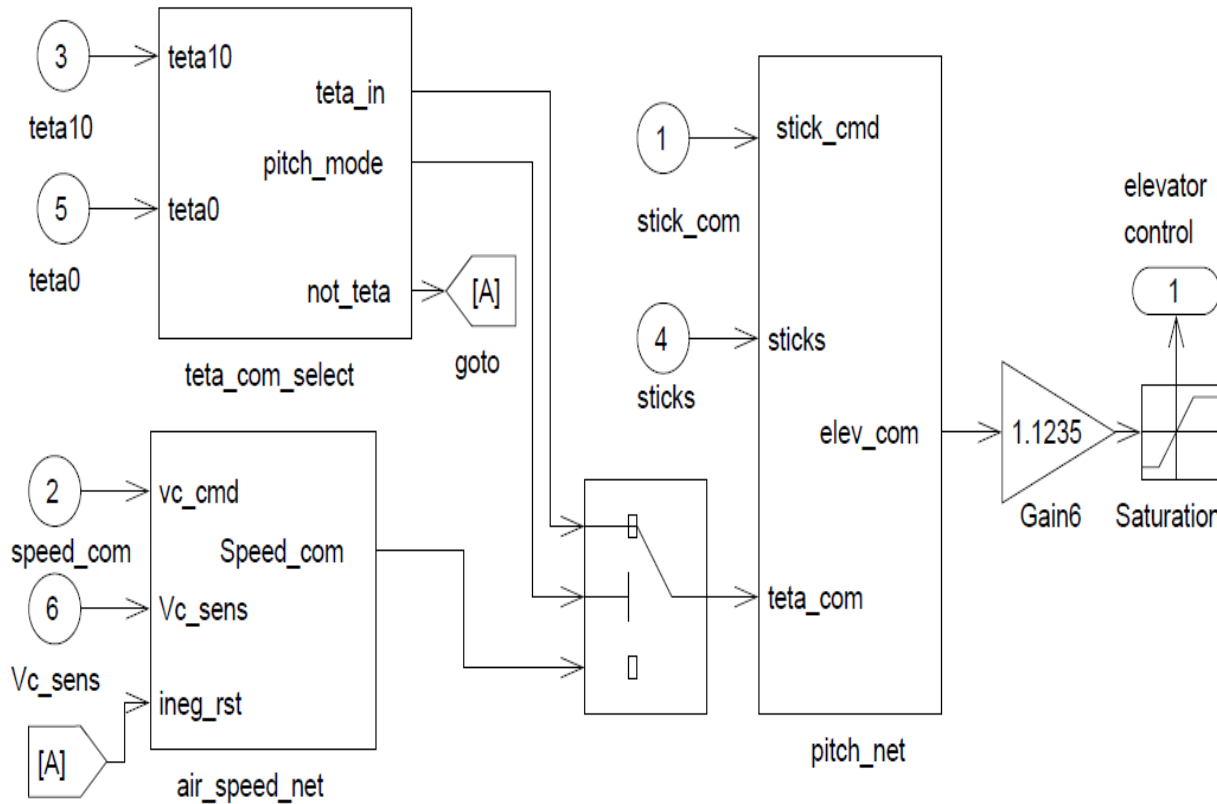 3
teta10
teta10
teta_in
pitch_mode
5
teta0
teta0
not_teta
[A]
goto
teta_com_select
1
stick_cmd
stick_com
4
sticks
sticks
elevator
control
1
elev_com
1.1235
Gain6
Saturation
2
vc_cmd
speed_com
Speed_com
6
Vc_sens
Vc_sens
ineg_rst
[A]
air_speed_net
teta_com
pitch_net